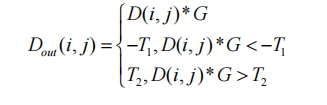 D(i, j)*G
D_out(i, j) = { -T_1, D(i, j)*G < -T_1
T_2, D(i, j)*G > T_2